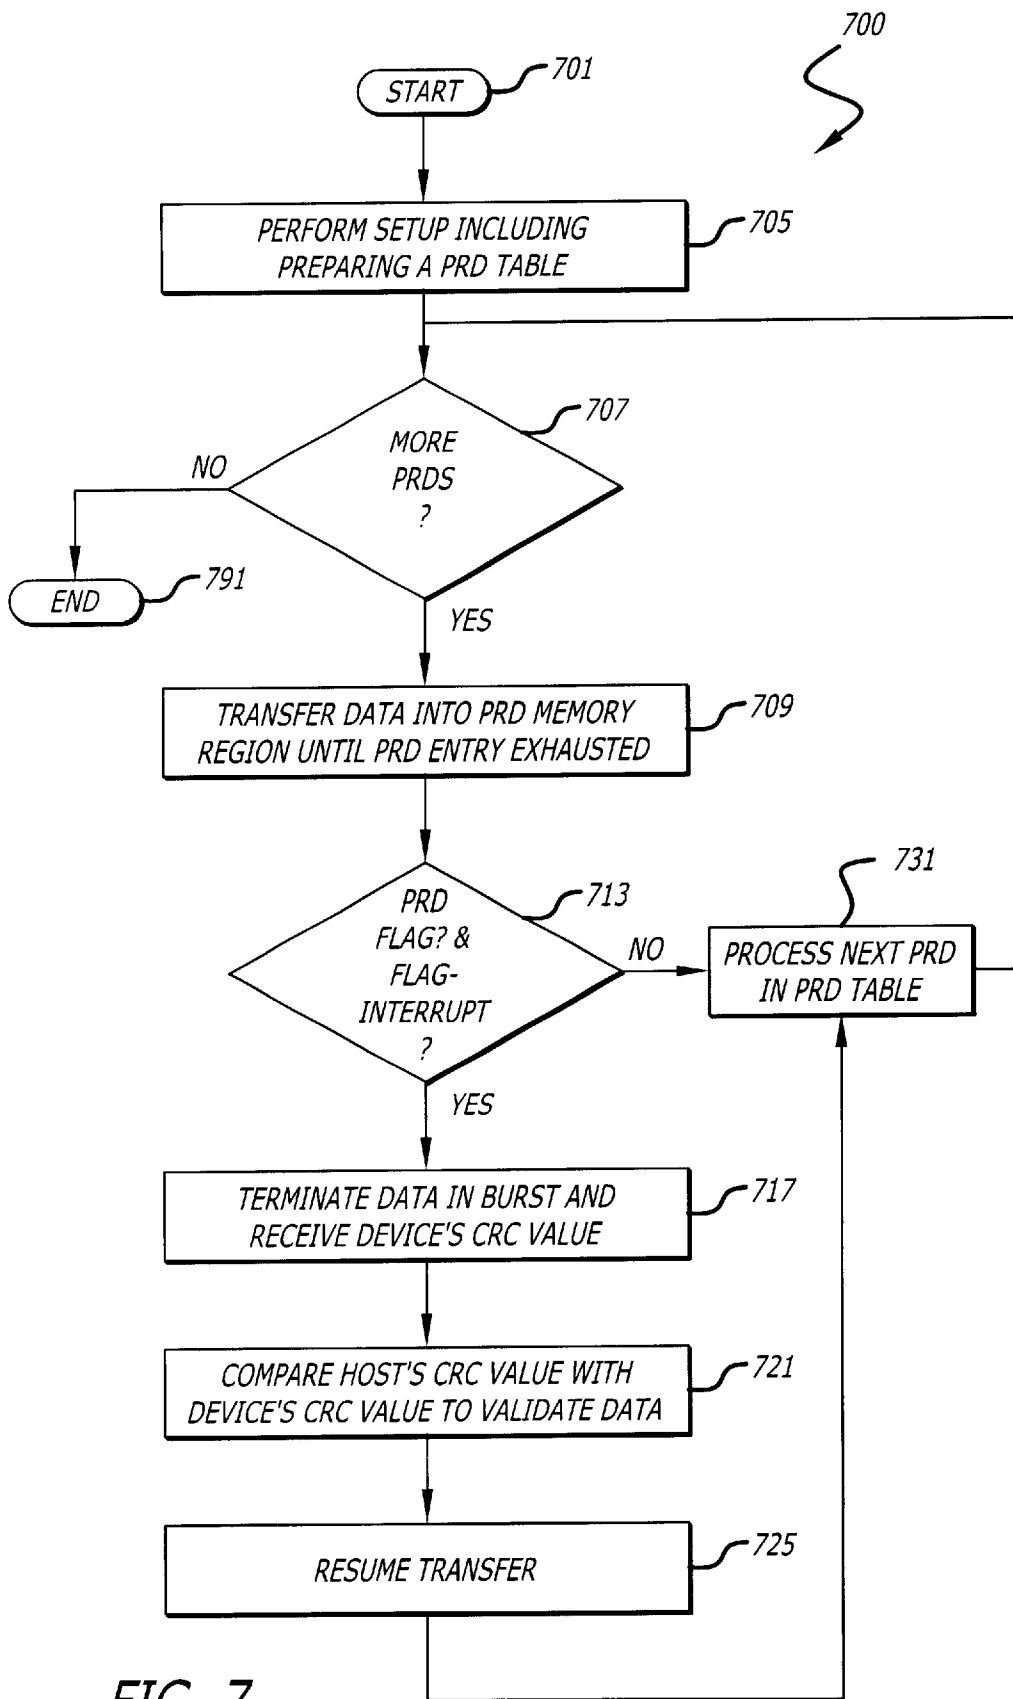 700
START
701
PERFORM SETUP INCLUDING
PREPARING A PRD TABLE
705
MORE
PRDS
?
707
NO
END
791
YES
TRANSFER DATA INTO PRD MEMORY
REGION UNTIL PRD ENTRY EXHAUSTED
709
PRD
FLAG? &
FLAG-
INTERRUPT
?
713
NO
731
PROCESS NEXT PRD
IN PRD TABLE
YES
TERMINATE DATA IN BURST AND
RECEIVE DEVICE'S CRC VALUE
717
COMPARE HOST'S CRC VALUE WITH
DEVICE'S CRC VALUE TO VALIDATE DATA
721
RESUME TRANSFER
725
FIG. 7